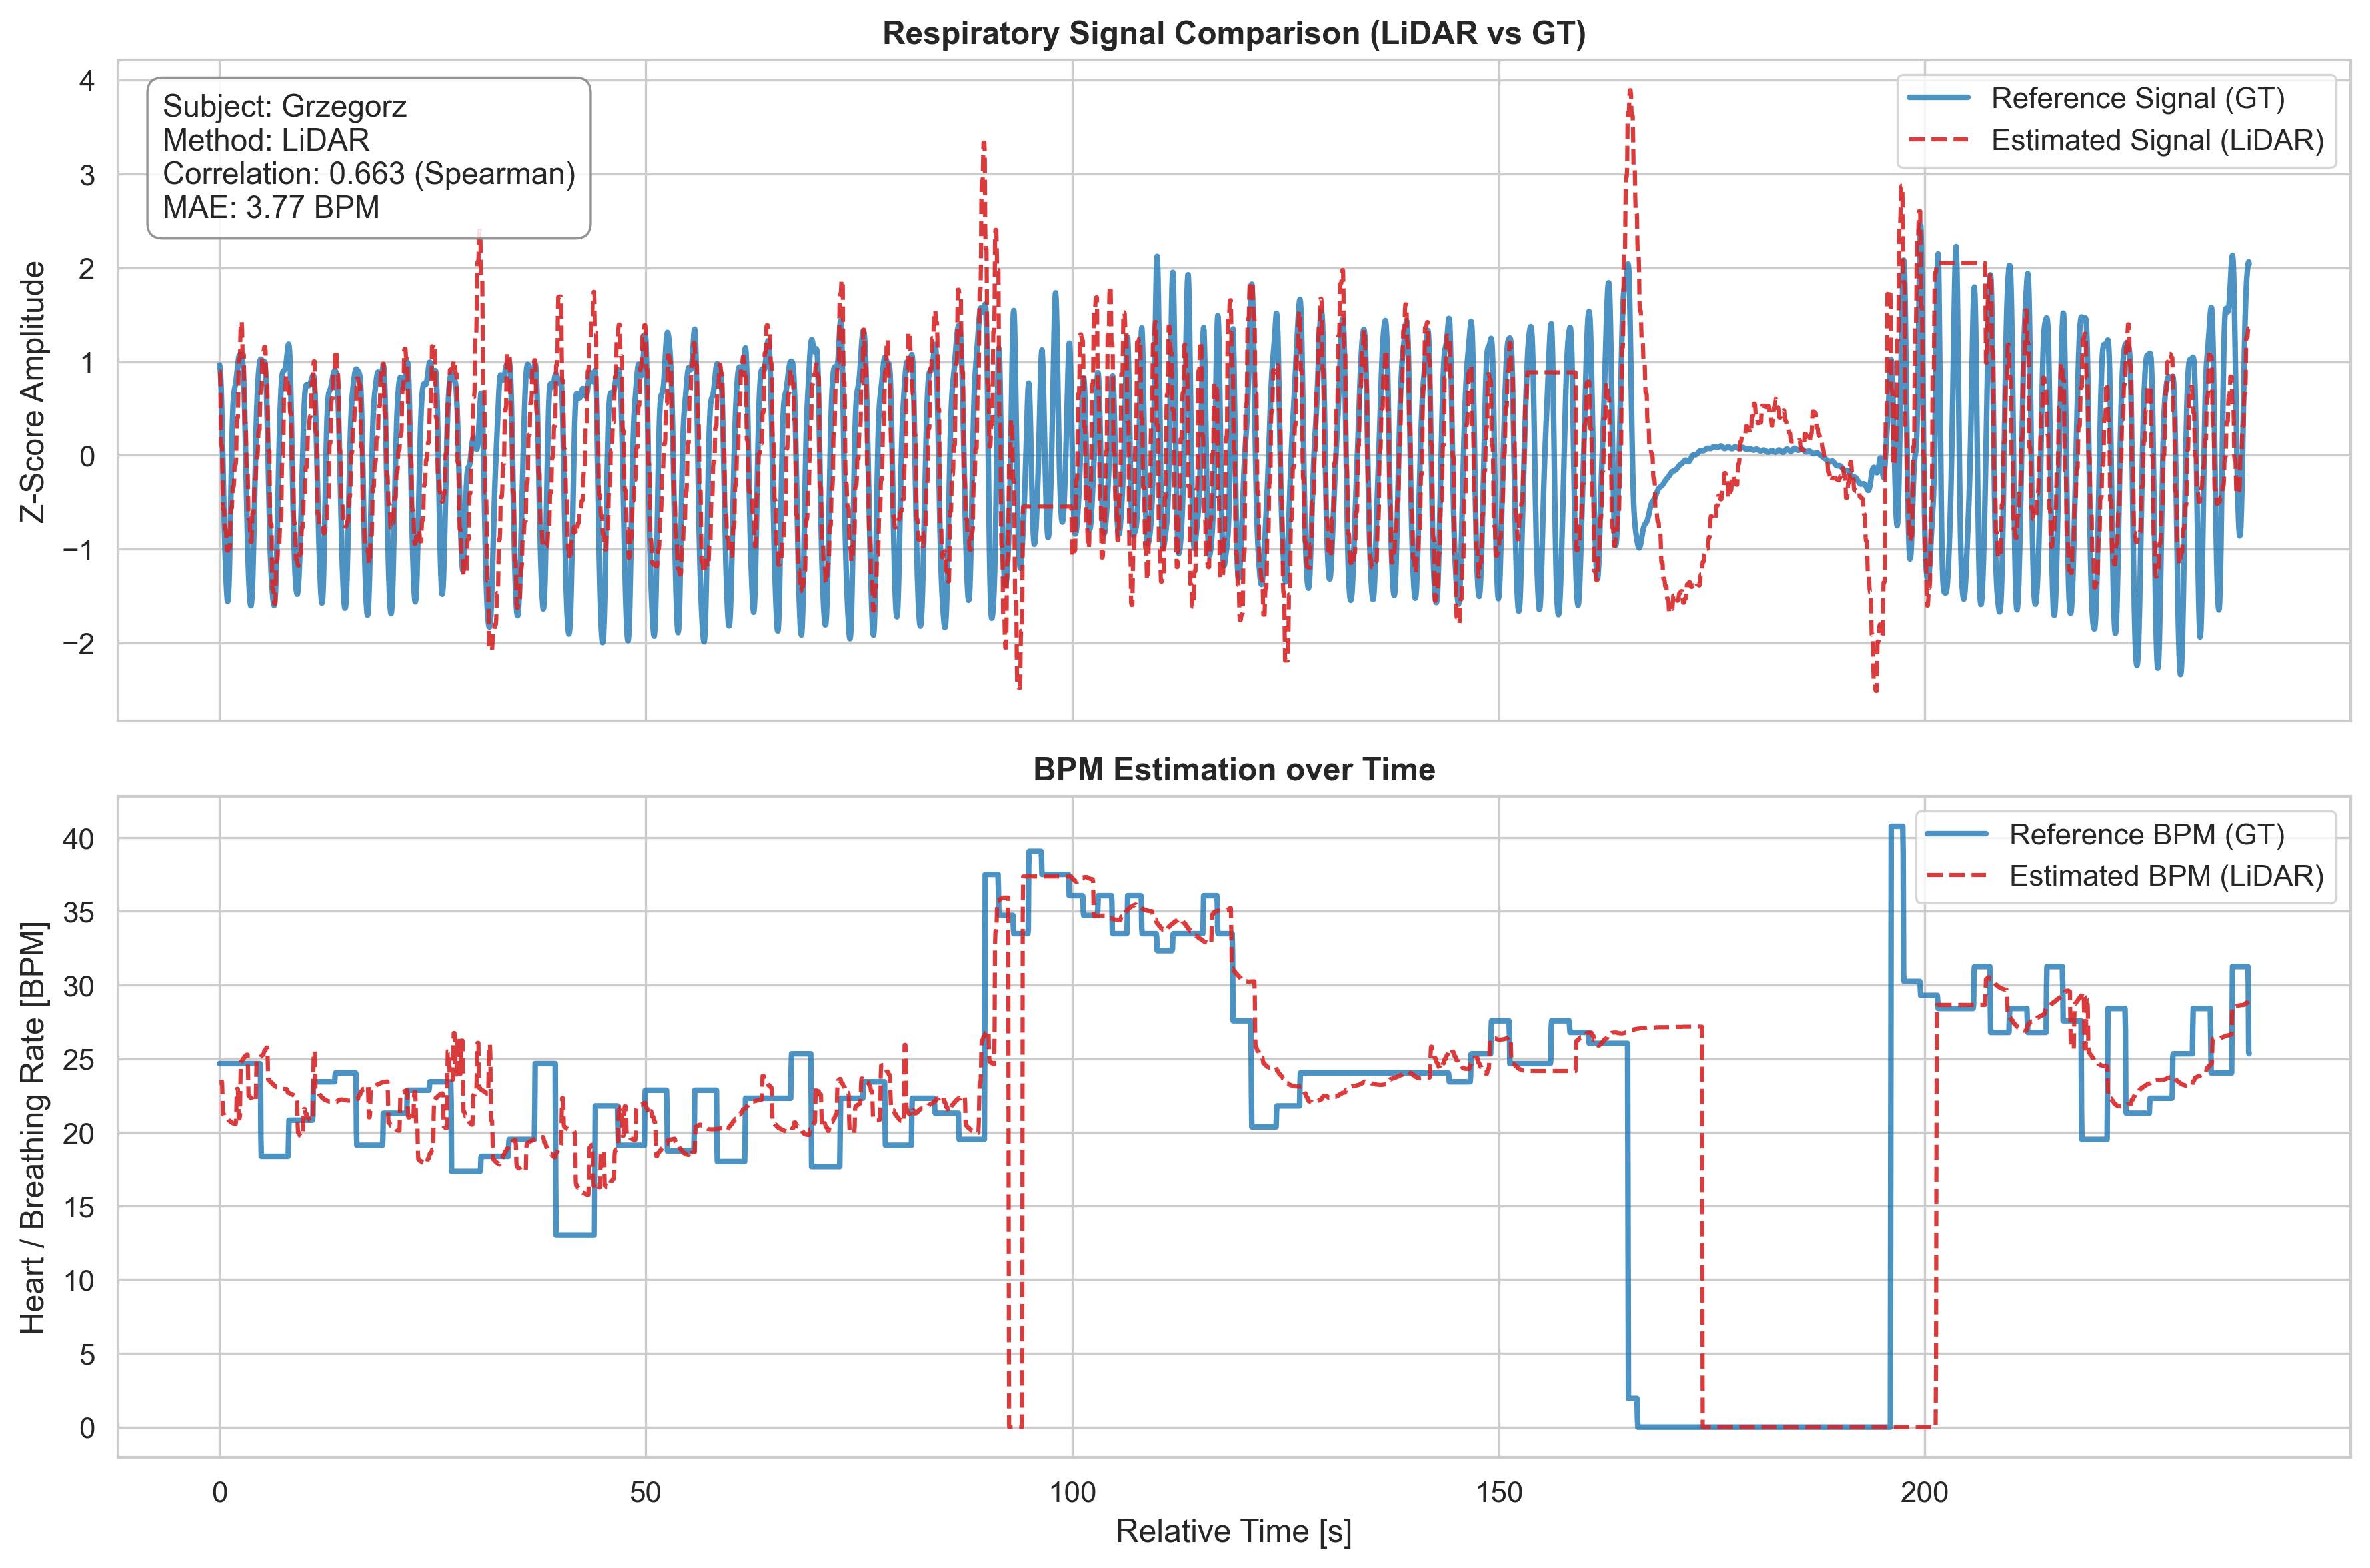 Respiratory Signal Comparison (LiDAR vs GT)
Z-Score Amplitude
4
3
2
1
0
−1
−2
Subject: Grzegorz
Method: LiDAR
Correlation: 0.663 (Spearman)
MAE: 3.77 BPM
Reference Signal (GT)
Estimated Signal (LiDAR)
BPM Estimation over Time
Heart / Breathing Rate [BPM]
40
35
30
25
20
15
10
5
0
Reference BPM (GT)
Estimated BPM (LiDAR)
0 50 100 150 200
Relative Time [s]